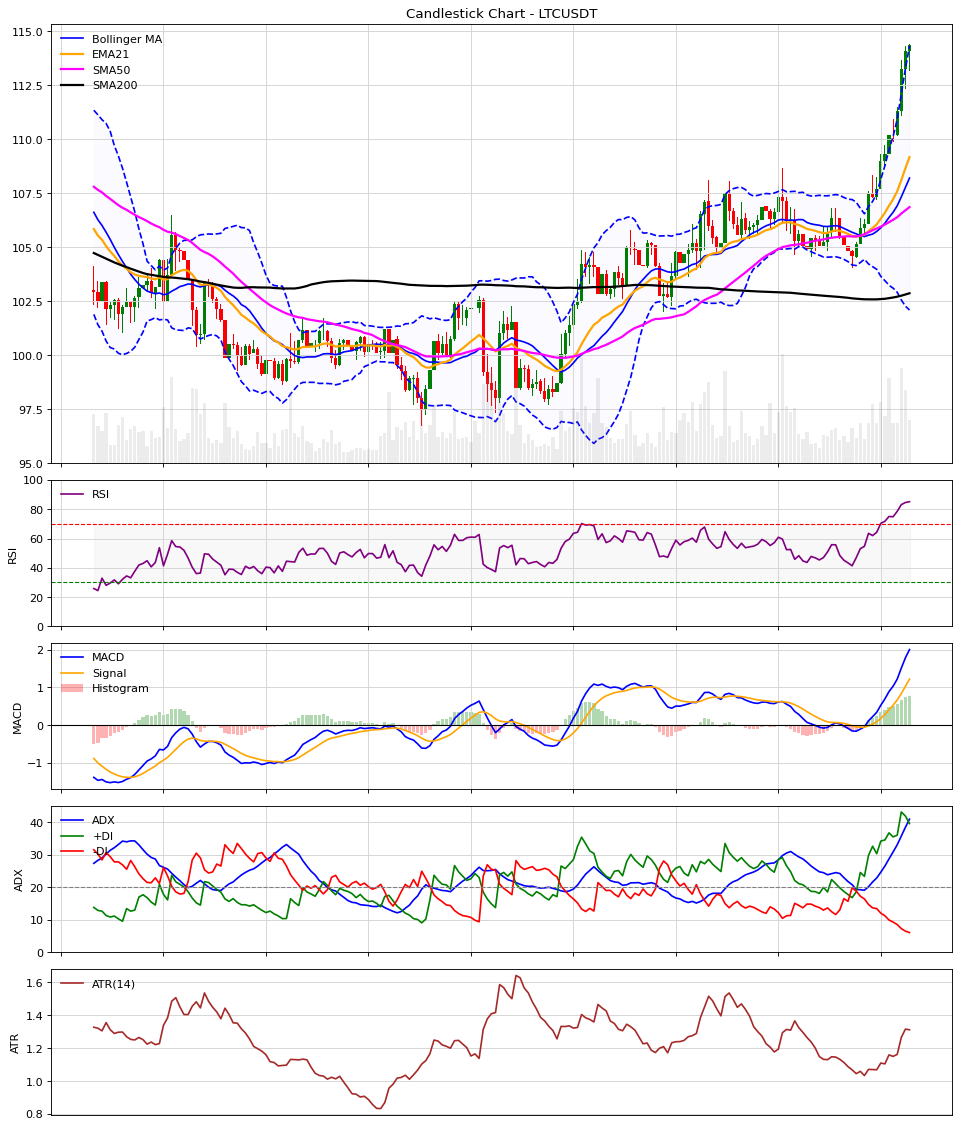 Candlestick Chart - LTCUSDT
115.0
112.5
110.0
107.5
105.0
102.5
100.0
97.5
95.0
Bollinger MA
EMA21
SMA50
SMA200
100
80
60
40
20
0
RSI
RSI
2
1
0
−1
MACD
MACD
Signal
Histogram
40
30
20
10
0
ADX
ADX
+DI
-DI
1.6
1.4
1.2
1.0
0.8
ATR
ATR(14)